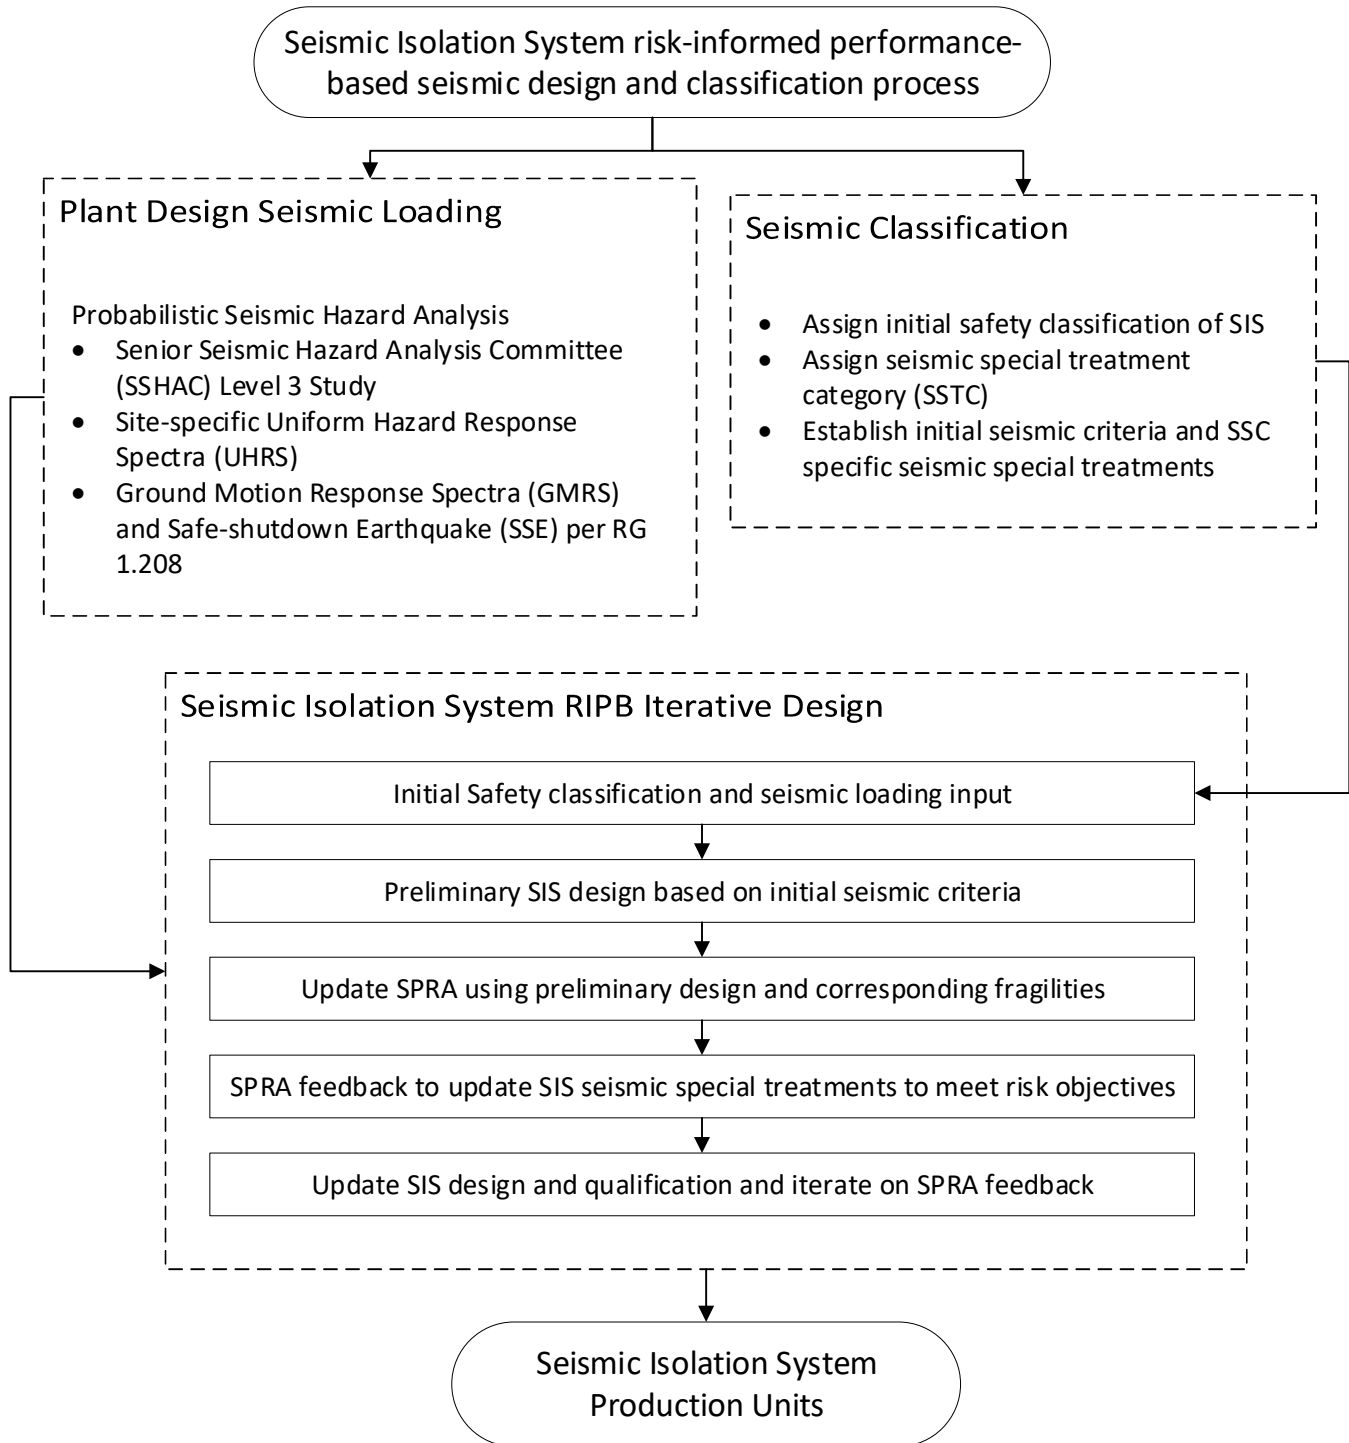 Seismic Isolation System risk-informed performance-
based seismic design and classification process
Plant Design Seismic Loading
Probabilistic Seismic Hazard Analysis
• Senior Seismic Hazard Analysis Committee
(SSHAC) Level 3 Study
• Site-specific Uniform Hazard Response
Spectra (UHRS)
• Ground Motion Response Spectra (GMRS)
and Safe-shutdown Earthquake (SSE) per RG
1.208
Seismic Classification
• Assign initial safety classification of SIS
• Assign seismic special treatment
category (SSTC)
• Establish initial seismic criteria and SSC
specific seismic special treatments
Seismic Isolation System RIPB Iterative Design
Initial Safety classification and seismic loading input
Preliminary SIS design based on initial seismic criteria
Update SPRA using preliminary design and corresponding fragilities
SPRA feedback to update SIS seismic special treatments to meet risk objectives
Update SIS design and qualification and iterate on SPRA feedback
Seismic Isolation System
Production Units